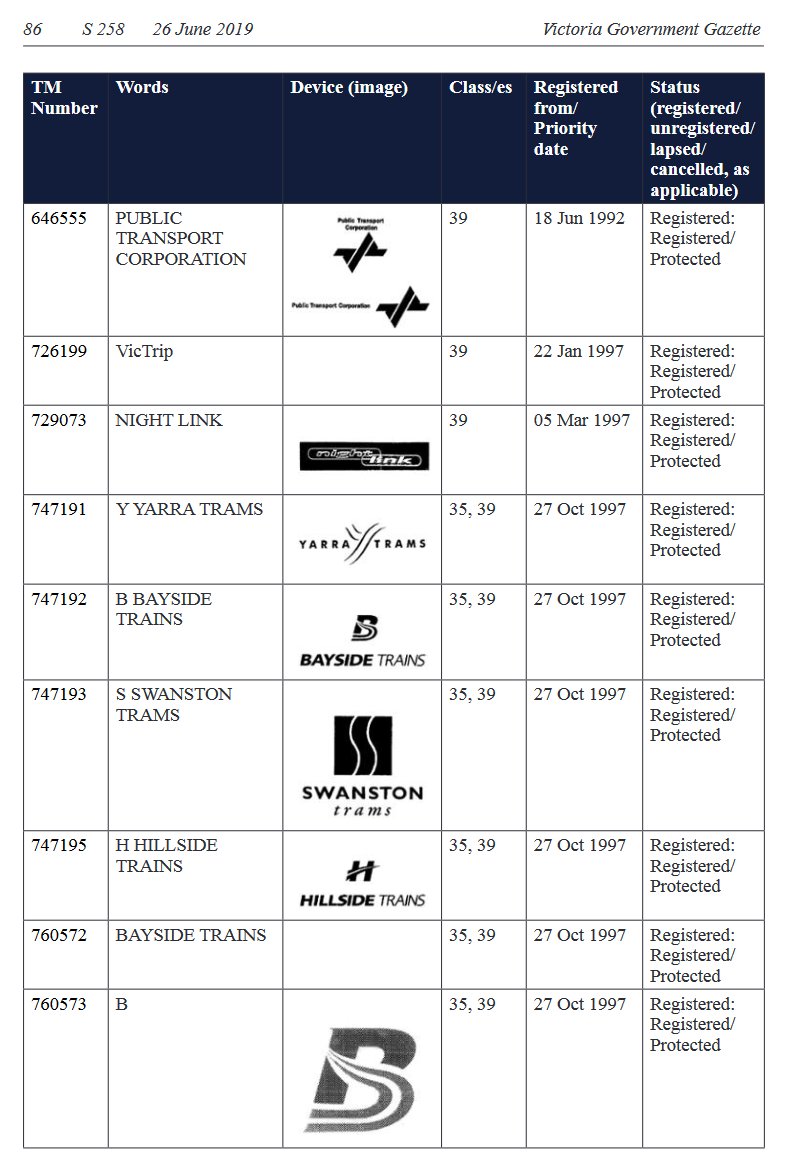 86 S 258 26 June 2019 Victoria Government Gazette
TM Words Device (image) Class/es Registered Status
Number from/ (registered/
Priority unregistered/
date lapsed/
cancelled, as
applicable)
646555 PUBLIC Public Transport 39 18 Jun 1992 Registered:
TRANSPORT Corporation Registered/
CORPORATION Protected
Public Transport Corporation
726199 VicTrip 39 22 Jan 1997 Registered:
Registered/
Protected
729073 NIGHT LINK 39 05 Mar 1997 Registered:
Registered/
night link Protected
747191 Y YARRA TRAMS 35, 39 27 Oct 1997 Registered:
Registered/
YARRA TRAMS Protected
747192 B BAYSIDE 35, 39 27 Oct 1997 Registered:
TRAINS B Registered/
Protected
BAYSIDE TRAINS
747193 S SWANSTON 35, 39 27 Oct 1997 Registered:
TRAMS Registered/
Protected
SWANSTON
trams
747195 H HILLSIDE 35, 39 27 Oct 1997 Registered:
TRAINS H Registered/
Protected
HILLSIDE TRAINS
760572 BAYSIDE TRAINS 35, 39 27 Oct 1997 Registered:
Registered/
Protected
760573 B 35, 39 27 Oct 1997 Registered:
Registered/
Protected
B